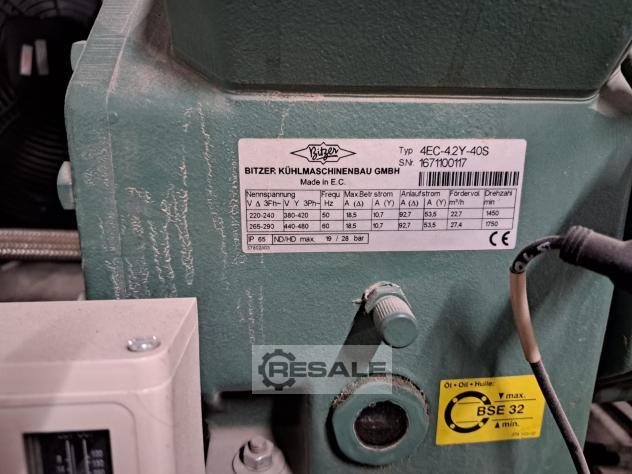 Bitzer
BITZER KÜHLMASCHINENBAU GMBH
Made in E.C.
Typ 4EC-4.2Y-40S
S.Nr. 1671100117
Nennspannung Frequ Max.Betr.strom Anlaufstrom Fördervol. Drehzahl
V Δ 3Ph~ V Y 3Ph~ Hz A (Δ) A (Y) A (Δ) A (Y) m³/h min
220-240 380-420 50 18,5 10,7 92,7 53,5 22,7 1450
265-290 440-480 60 18,5 10,7 92,7 53,5 27,4 1750
IP 65 ND/HD max. 19 / 28 bar
RESALE
Öl • Oil • Huile:
max.
BSE 32
min.